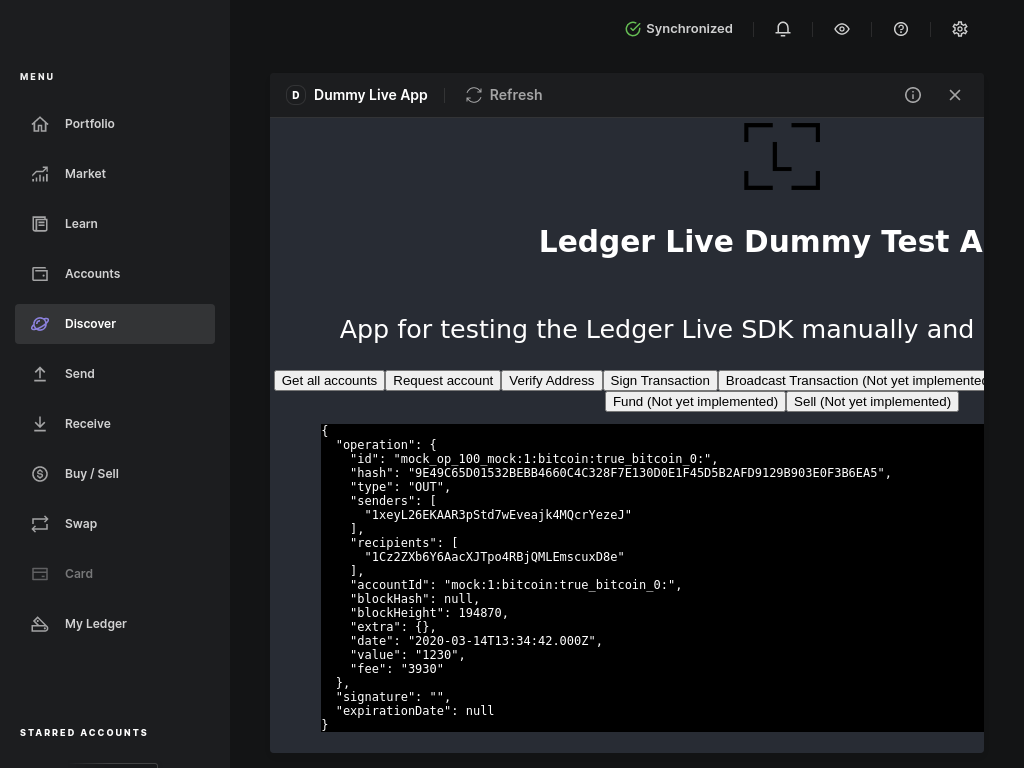 Synchronized
MENU
Portfolio
Market
Learn
Accounts
Discover
Send
Receive
Buy / Sell
Swap
Card
My Ledger
STARRED ACCOUNTS
D Dummy Live App
Refresh
L
Ledger Live Dummy Test A
App for testing the Ledger Live SDK manually and
Get all accounts Request account Verify Address Sign Transaction Broadcast Transaction (Not yet implemented
Fund (Not yet implemented) Sell (Not yet implemented)
{
"operation": {
"id": "mock_op_100_mock:1:bitcoin:true_bitcoin_0:",
"hash": "9E49C65D01532BEBB4660C4C328F7E130D0E1F45D5B2AFD9129B903E0F3B6EA5",
"type": "OUT",
"senders": [
"1xeyL26EKAAR3pStd7wEveajk4MQcrYezeJ"
],
"recipients": [
"1Cz2ZXb6Y6AacXJTpo4RBjQMLEmscuxD8e"
],
"accountId": "mock:1:bitcoin:true_bitcoin_0:",
"blockHash": null,
"blockHeight": 194870,
"extra": {},
"date": "2020-03-14T13:34:42.000Z",
"value": "1230",
"fee": "3930"
},
"signature": "",
"expirationDate": null
}